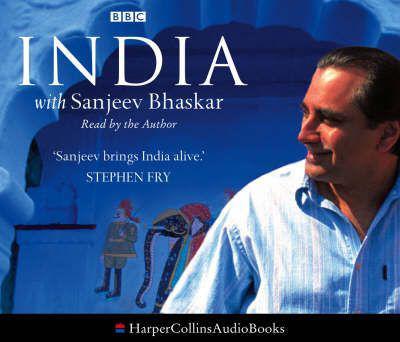 BBC
INDIA
with Sanjeev Bhaskar
Read by the Author
‘Sanjeev brings India alive.’
STEPHEN FRY
HarperCollinsAudioBooks